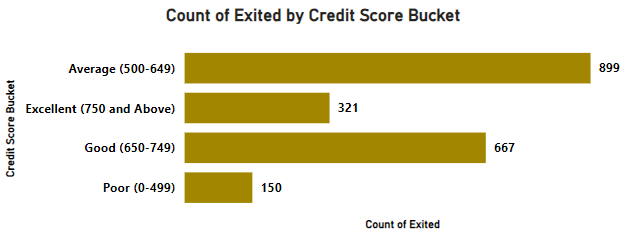 Count of Exited by Credit Score Bucket
Credit Score Bucket
Average (500-649)
899
Excellent (750 and Above)
321
Good (650-749)
667
Poor (0-499)
150
Count of Exited